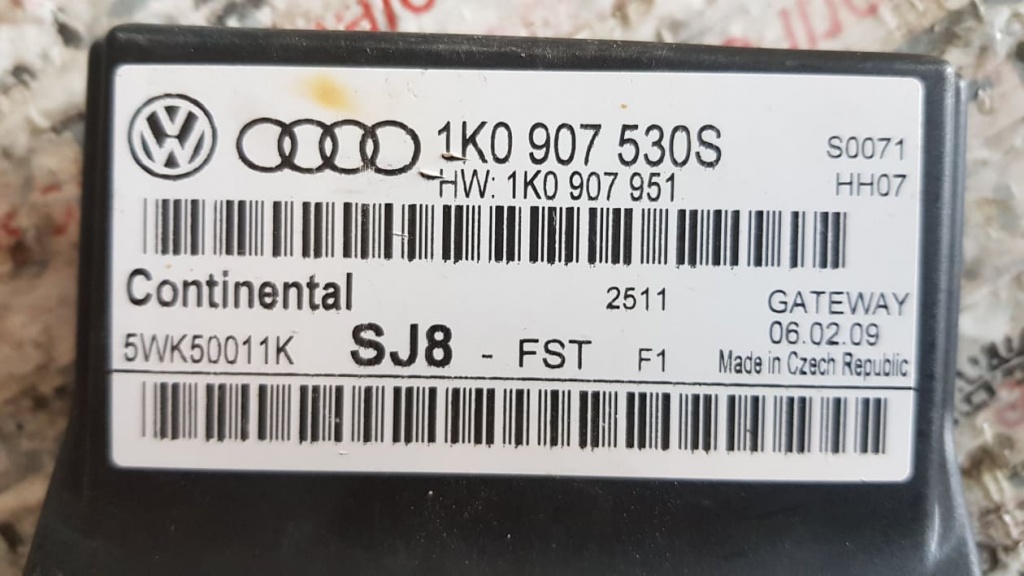 1K0 907 530S S0071
HW: 1K0 907 951 HH07
Continental 2511 GATEWAY
06.02.09
5WK50011K SJ8 - FST F1 Made in Czech Republic